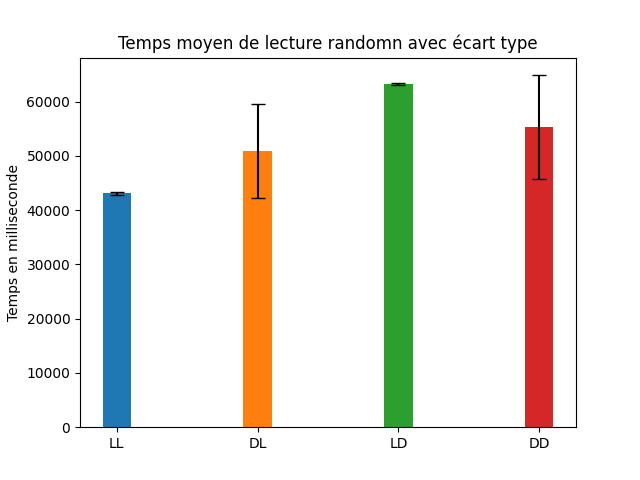 Temps moyen de lecture randomn avec écart type
Temps en milliseconde
60000
50000
40000
30000
20000
10000
0
LL DL LD DD